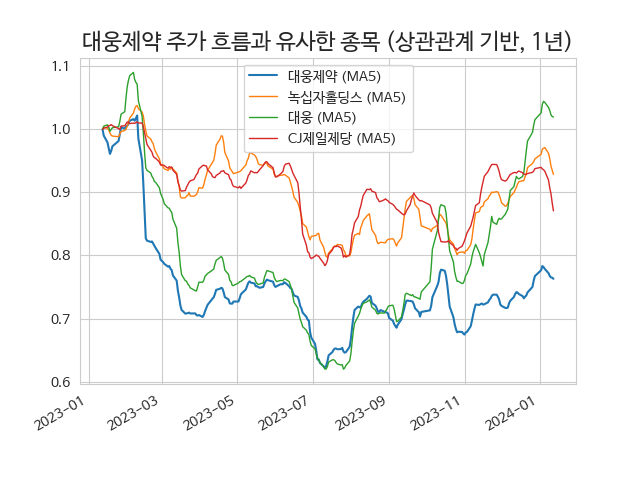 대웅제약 주가 흐름과 유사한 종목 (상관관계 기반, 1년)
1.1
1.0
0.9
0.8
0.7
0.6
대웅제약 (MA5)
녹십자홀딩스 (MA5)
대웅 (MA5)
CJ제일제당 (MA5)
2023-01
2023-03
2023-05
2023-07
2023-09
2023-11
2024-01